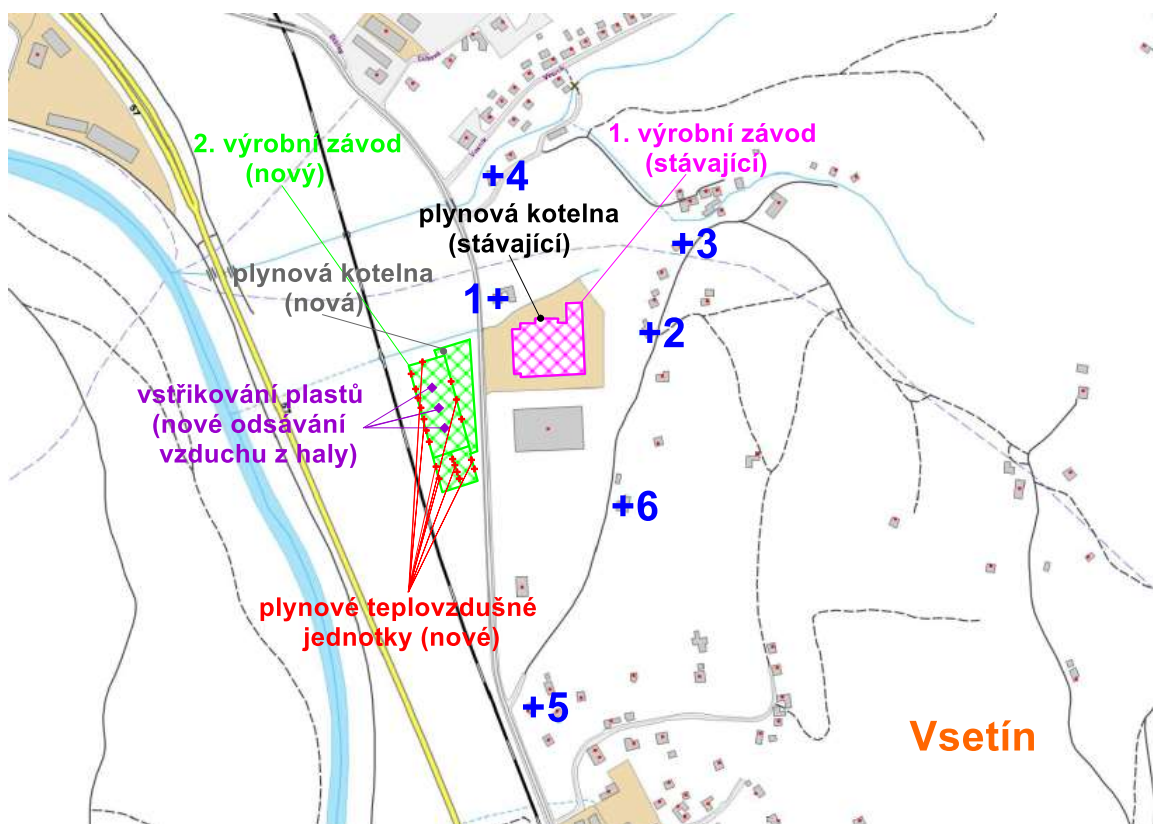 57
2. výrobní závod
(nový)
1. výrobní závod
(stávající)
+4
plynová kotelna
(stávající)
+3
plynová kotelna
(nová)
1+
+2
vstřikování plastů
(nové odsávání
vzduchu z haly)
+6
plynové teplovzdušné
jednotky (nové)
+5
Vsetín